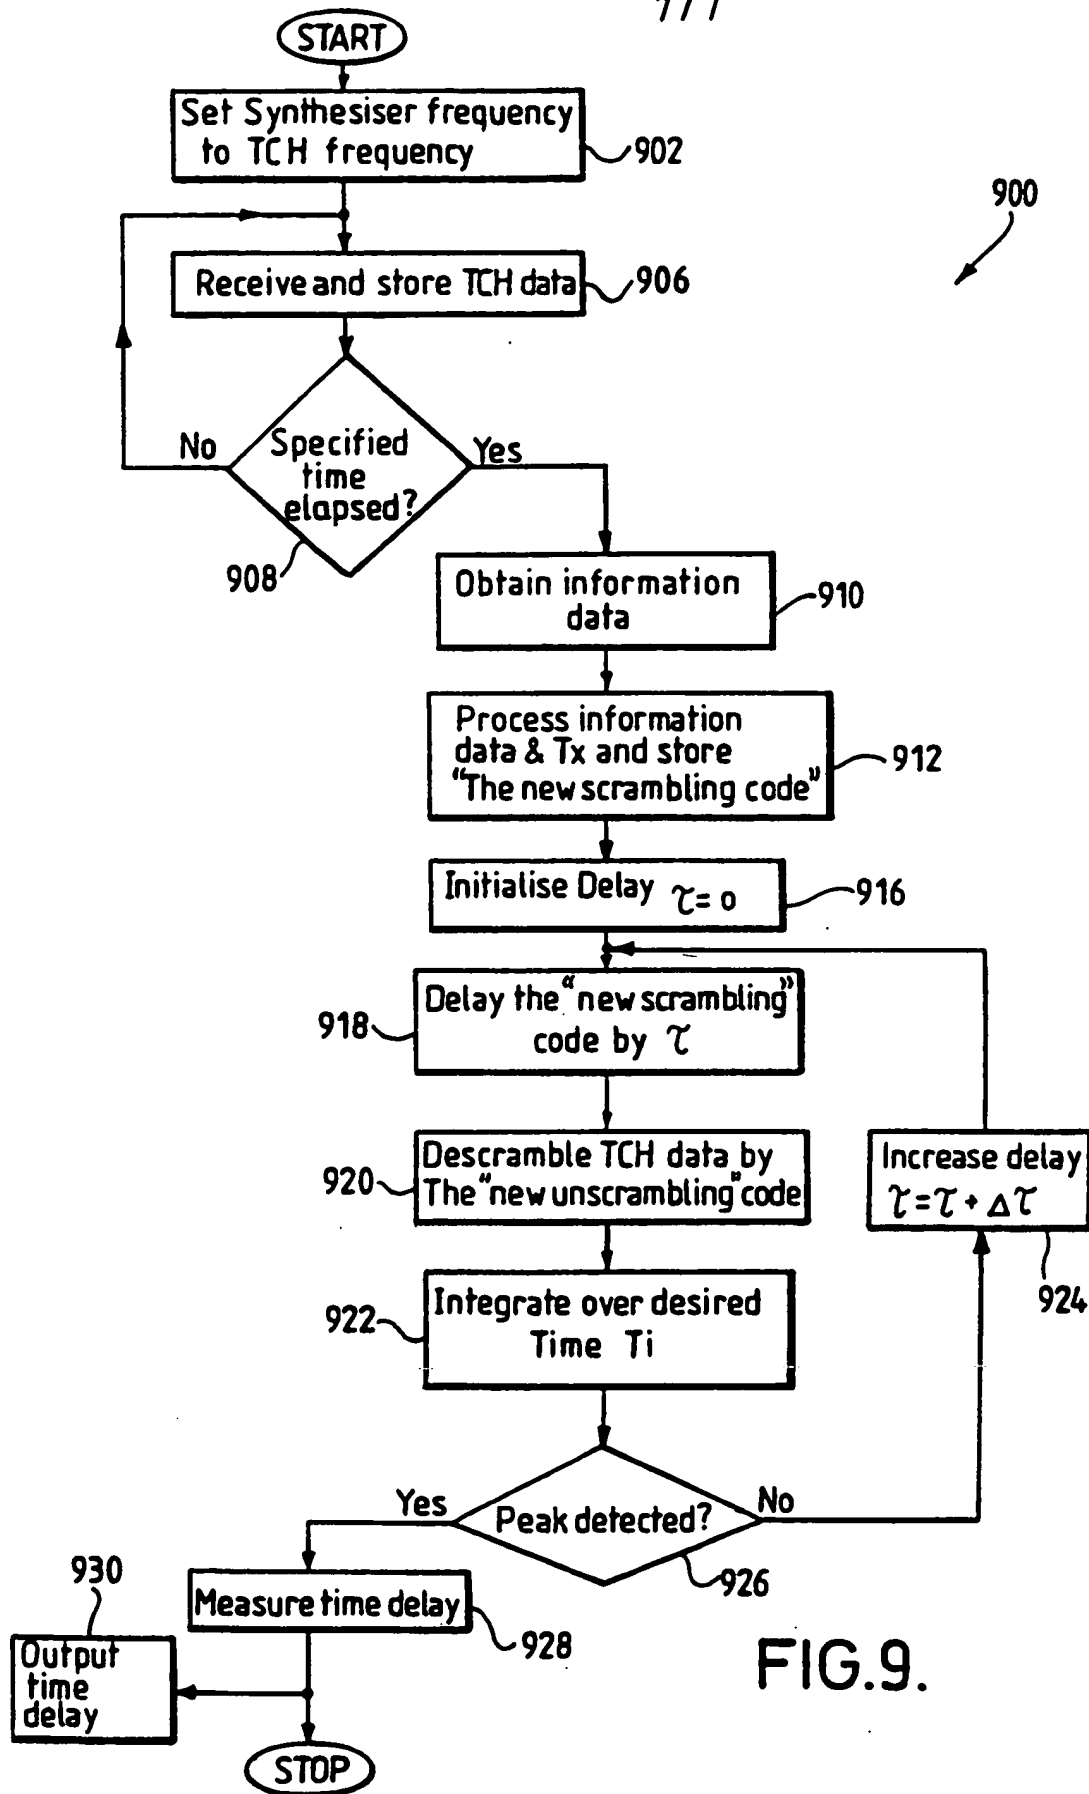 START
Set Synthesiser frequency
to TCH frequency
902
900
Receive and store TCH data
906
No
Specified
time
elapsed?
Yes
908
Obtain information
data
910
Process information
data & Tx and store
"The new scrambling code"
912
Initialise Delay τ= 0
916
Delay the "new scrambling"
code by τ
918
Descramble TCH data by
The "new unscrambling" code
920
Increase delay
τ=τ + Δτ
924
Integrate over desired
Time Ti
922
Yes
Peak detected?
No
926
930
Measure time delay
928
Output
time
delay
FIG.9.
STOP